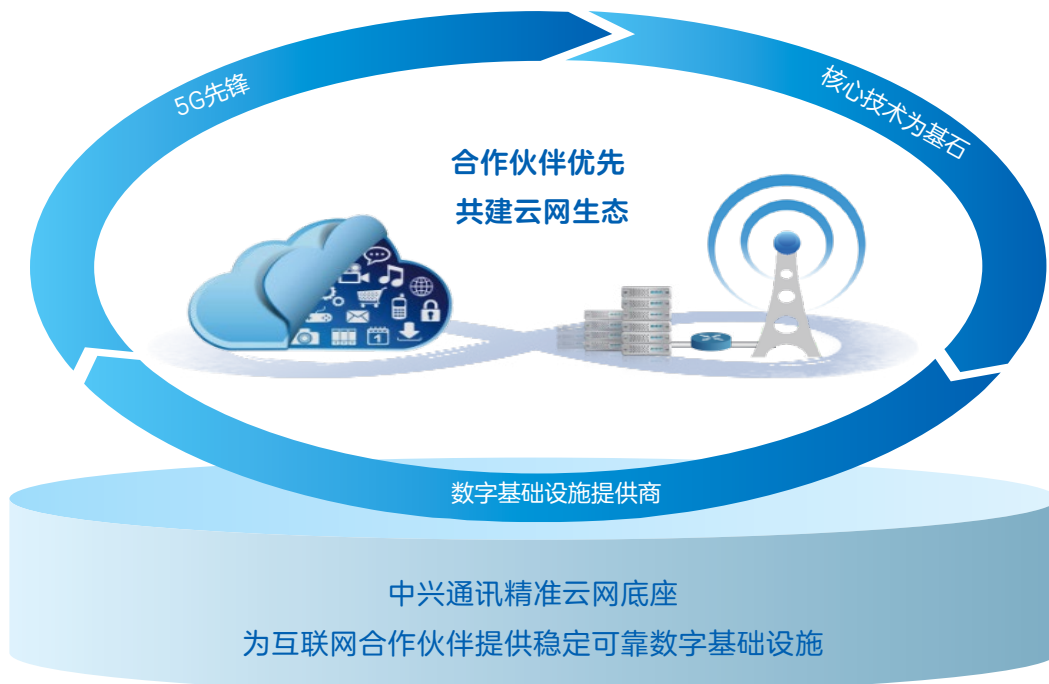 5G先锋
核心技术为基石
合作伙伴优先
共建云网生态
1
数字基础设施提供商
中兴通讯精准云网底座
为互联网合作伙伴提供稳定可靠数字基础设施